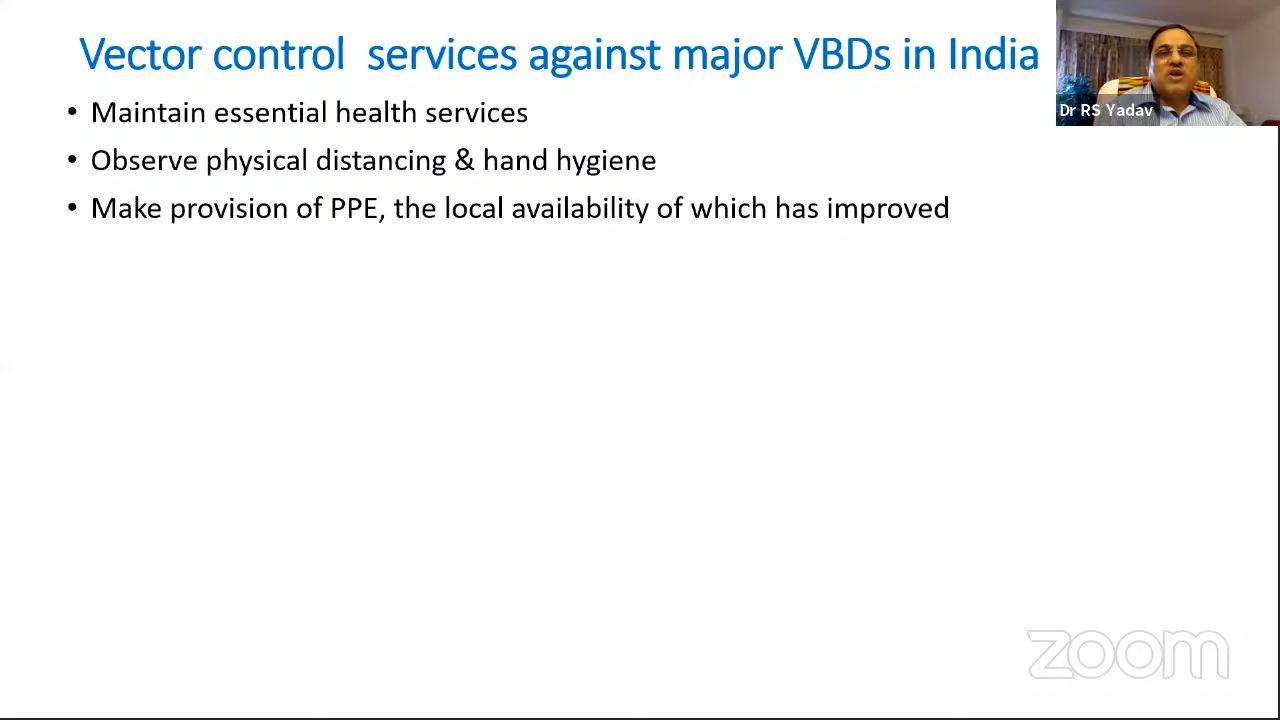 Vector control  services against major VBDs in India
• Maintain essential health services
• Observe physical distancing & hand hygiene
• Make provision of PPE, the local availability of which has improved
Dr RS Yadav
zoom